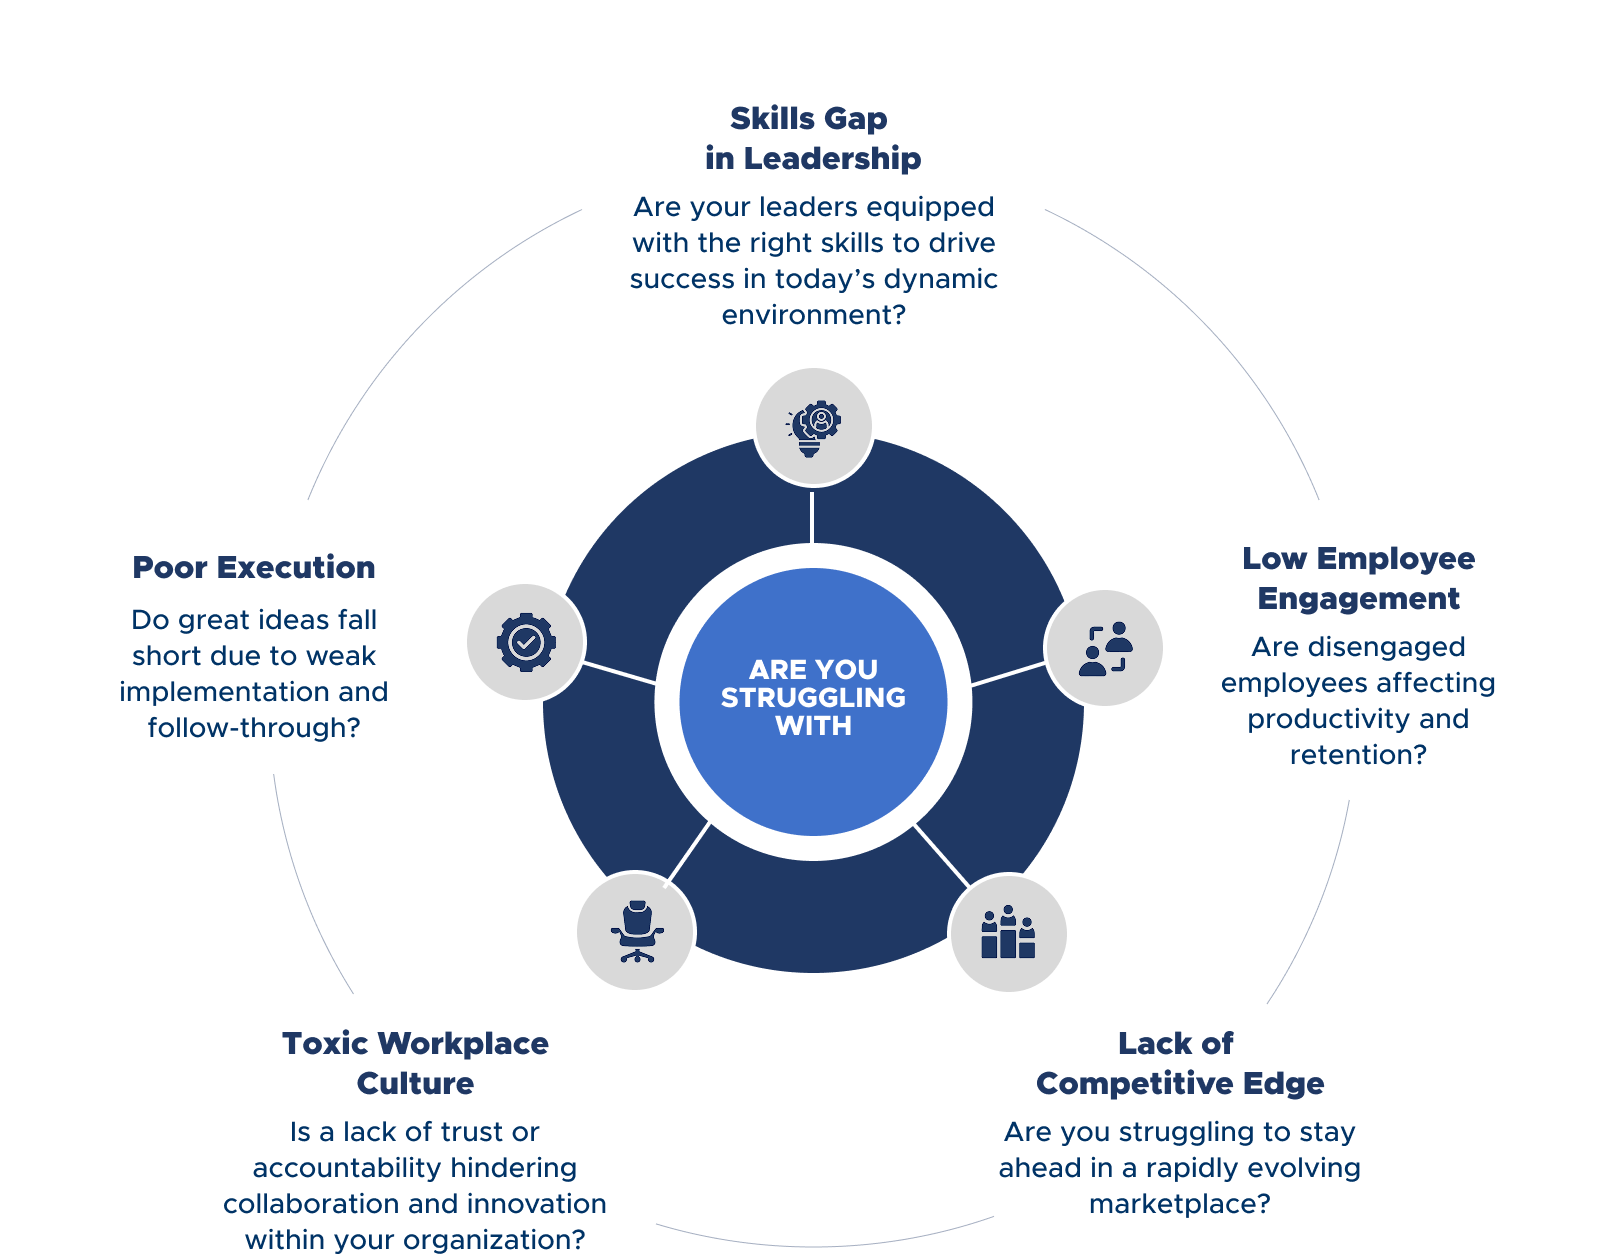 Skills Gap
in Leadership
Are your leaders equipped
with the right skills to drive
success in today’s dynamic
environment?
Poor Execution
Do great ideas fall
short due to weak
implementation and
follow-through?
ARE YOU
STRUGGLING
WITH
Low Employee
Engagement
Are disengaged
employees affecting
productivity and
retention?
Toxic Workplace
Culture
Is a lack of trust or
accountability hindering
collaboration and innovation
within your organization?
Lack of
Competitive Edge
Are you struggling to stay
ahead in a rapidly evolving
marketplace?